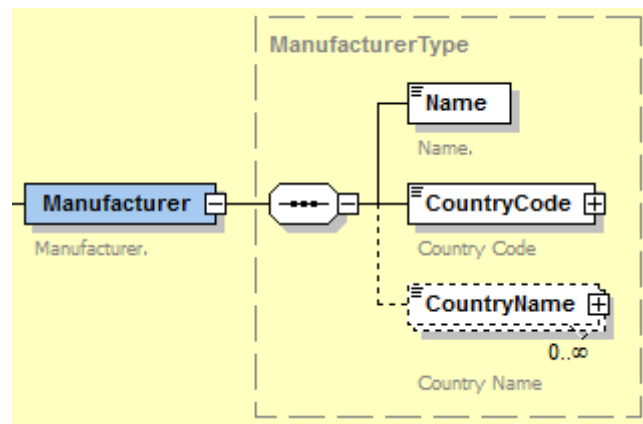 ManufacturerType
Name
Name.
Manufacturer
Manufacturer.
CountryCode
Country Code
CountryName
0..∞
Country Name